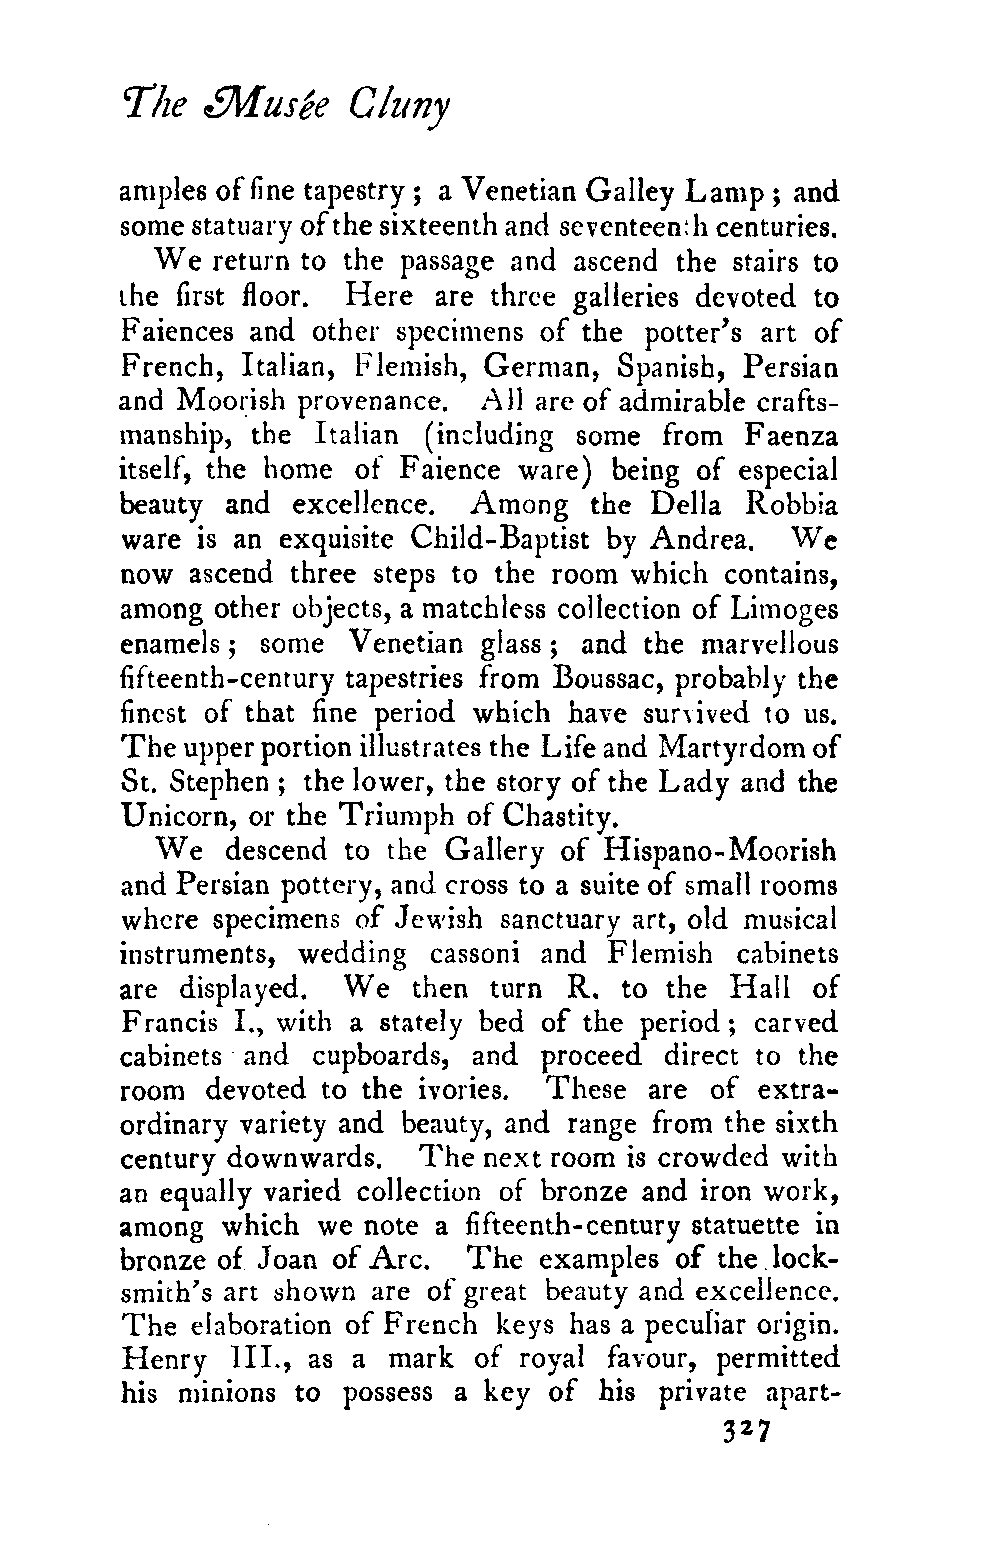 The Musée Cluny
amples of fine tapestry ; a Venetian Galley Lamp ; and
some statuary of the sixteenth and seventeenth centuries.
We return to the passage and ascend the stairs to
the first floor. Here are three galleries devoted to
Faiences and other specimens of the potter's art of
French, Italian, Flemish, German, Spanish, Persian
and Moorish provenance. All are of admirable crafts-
manship, the Italian (including some from Faenza
itself, the home of Faience ware) being of especial
beauty and excellence. Among the Della Robbia
ware is an exquisite Child-Baptist by Andrea. We
now ascend three steps to the room which contains,
among other objects, a matchless collection of Limoges
enamels ; some Venetian glass ; and the marvellous
fifteenth-century tapestries from Boussac, probably the
finest of that fine period which have survived to us.
The upper portion illustrates the Life and Martyrdom of
St. Stephen ; the lower, the story of the Lady and the
Unicorn, or the Triumph of Chastity.
We descend to the Gallery of Hispano-Moorish
and Persian pottery, and cross to a suite of small rooms
where specimens of Jewish sanctuary art, old musical
instruments, wedding cassoni and Flemish cabinets
are displayed. We then turn R. to the Hall of
Francis I., with a stately bed of the period ; carved
cabinets and cupboards, and proceed direct to the
room devoted to the ivories. These are of extra-
ordinary variety and beauty, and range from the sixth
century downwards. The next room is crowded with
an equally varied collection of bronze and iron work,
among which we note a fifteenth-century statuette in
bronze of Joan of Arc. The examples of the lock-
smith's art shown are of great beauty and excellence.
The elaboration of French keys has a peculiar origin.
Henry III., as a mark of royal favour, permitted
his minions to possess a key of his private apart-
327